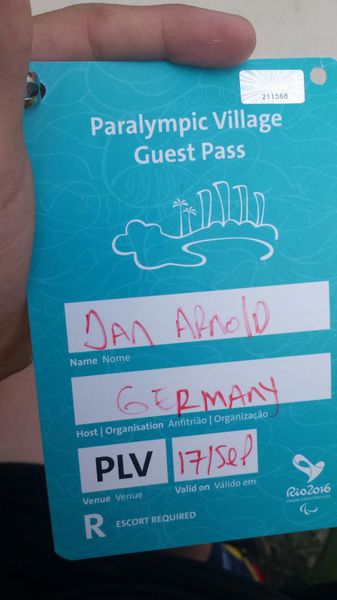 211568
Paralympic Village
Guest Pass
JAN ARNOLD
Name Nome
GERMANY
Host | Organisation Anfitrião | Organização
PLV 17/Sep
Venue Venue Valid on Válido em
Rio2016
R ESCORT REQUIRED